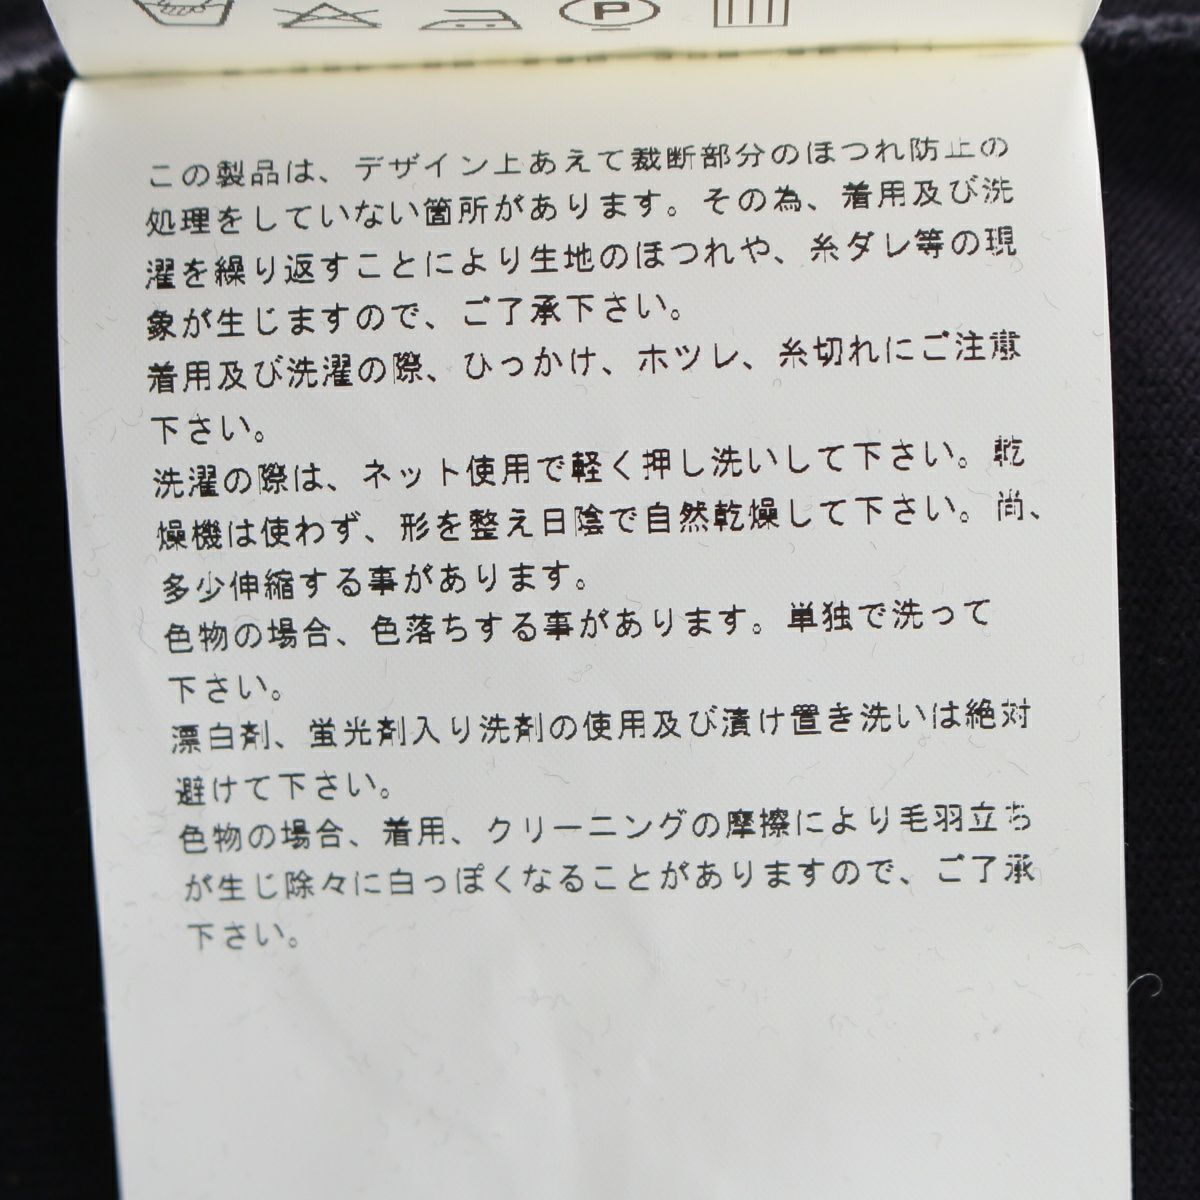 P
この製品は、デザイン上あえて裁断部分のほつれ防止の
処理をしていない箇所があります。その為、着用及び洗
濯を繰り返すことにより生地のほつれや、糸ダレ等の現
象が生じますので、ご了承下さい。
着用及び洗濯の際、ひっかけ、ホツレ、糸切れにご注意
下さい。
洗濯の際は、ネット使用で軽く押し洗いして下さい。乾
燥機は使わず、形を整え日陰で自然乾燥して下さい。尚、
多少伸縮する事があります。
色物の場合、色落ちする事があります。単独で洗って
下さい。
漂白剤、蛍光剤入り洗剤の使用及び漬け置き洗いは絶対
避けて下さい。
色物の場合、着用、クリーニングの摩擦により毛羽立ち
が生じ除々に白っぽくなることがありますので、ご了承
下さい。